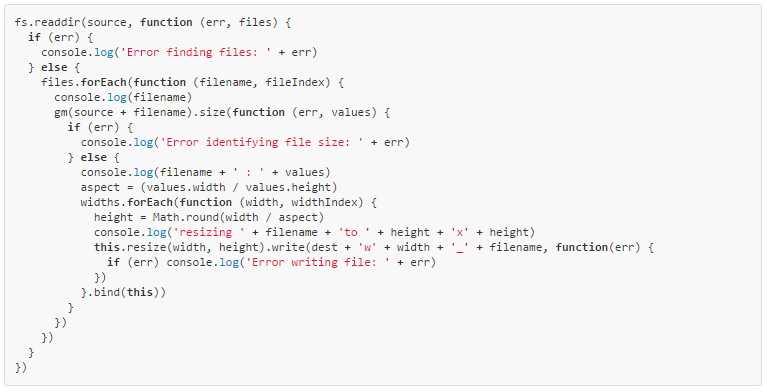 fs.readdir(source, function (err, files) {
  if (err) {
    console.log('Error finding files: ' + err)
  } else {
    files.forEach(function (filename, fileIndex) {
      console.log(filename)
      gm(source + filename).size(function (err, values) {
        if (err) {
          console.log('Error identifying file size: ' + err)
        } else {
          console.log(filename + ' : ' + values)
          aspect = (values.width / values.height)
          widths.forEach(function (width, widthIndex) {
            height = Math.round(width / aspect)
            console.log('resizing ' + filename + 'to ' + height + 'x' + height)
            this.resize(width, height).write(dest + 'w' + width + '_' + filename, function(err) {
              if (err) console.log('Error writing file: ' + err)
            })
          }.bind(this))
        }
      })
    })
  }
})